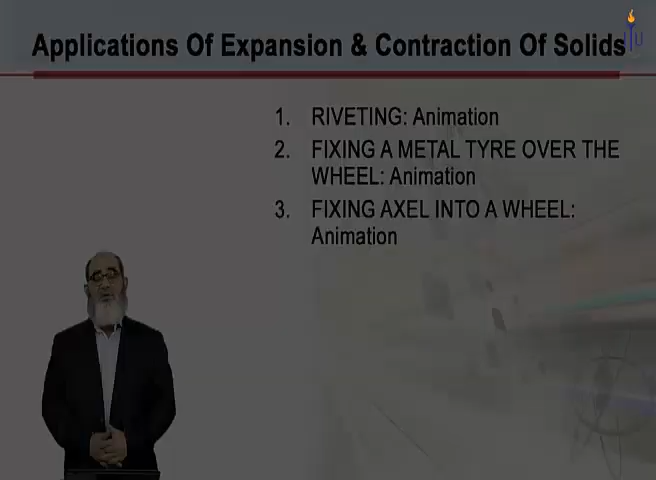 Applications Of Expansion & Contraction Of Solids
1. RIVETING: Animation
2. FIXING A METAL TYRE OVER THE
WHEEL: Animation
3. FIXING AXEL INTO A WHEEL:
Animation